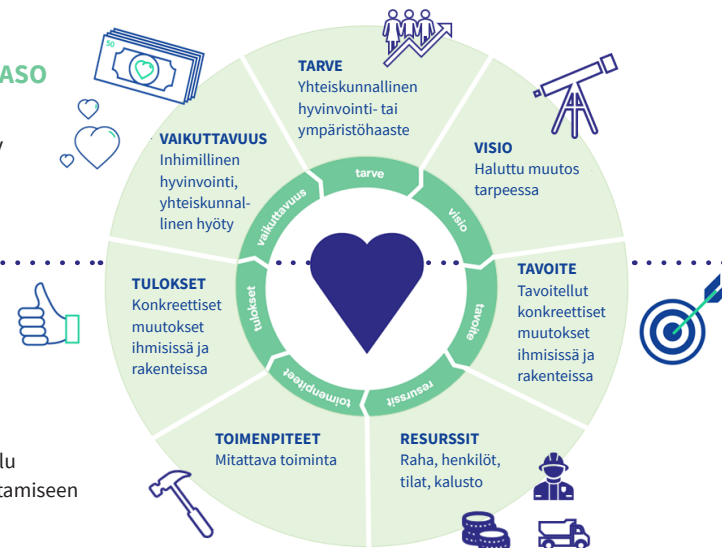 ASO
50
TARVE
Yhteiskunnallinen
hyvinvointi- tai
ympäristöhaaste
VISIO
Haluttu muutos
tarpeessa
TAVOITE
Tavoitellut
konkreettiset
muutokset
ihmisissä ja
rakenteissa
RESURSSIT
Raha, henkilöt,
tilat, kalusto
TOIMENPITEET
Mitattava toiminta
TULOKSET
Konkreettiset
muutokset
ihmisissä ja
rakenteissa
VAIKUTTAVUUS
Inhimillinen
hyvinvointi,
yhteiskunnal-
linen hyöty
tarve
visio
tavoite
resurssit
toimenpiteet
tulokset
vaikuttavuus
lu
tamiseen